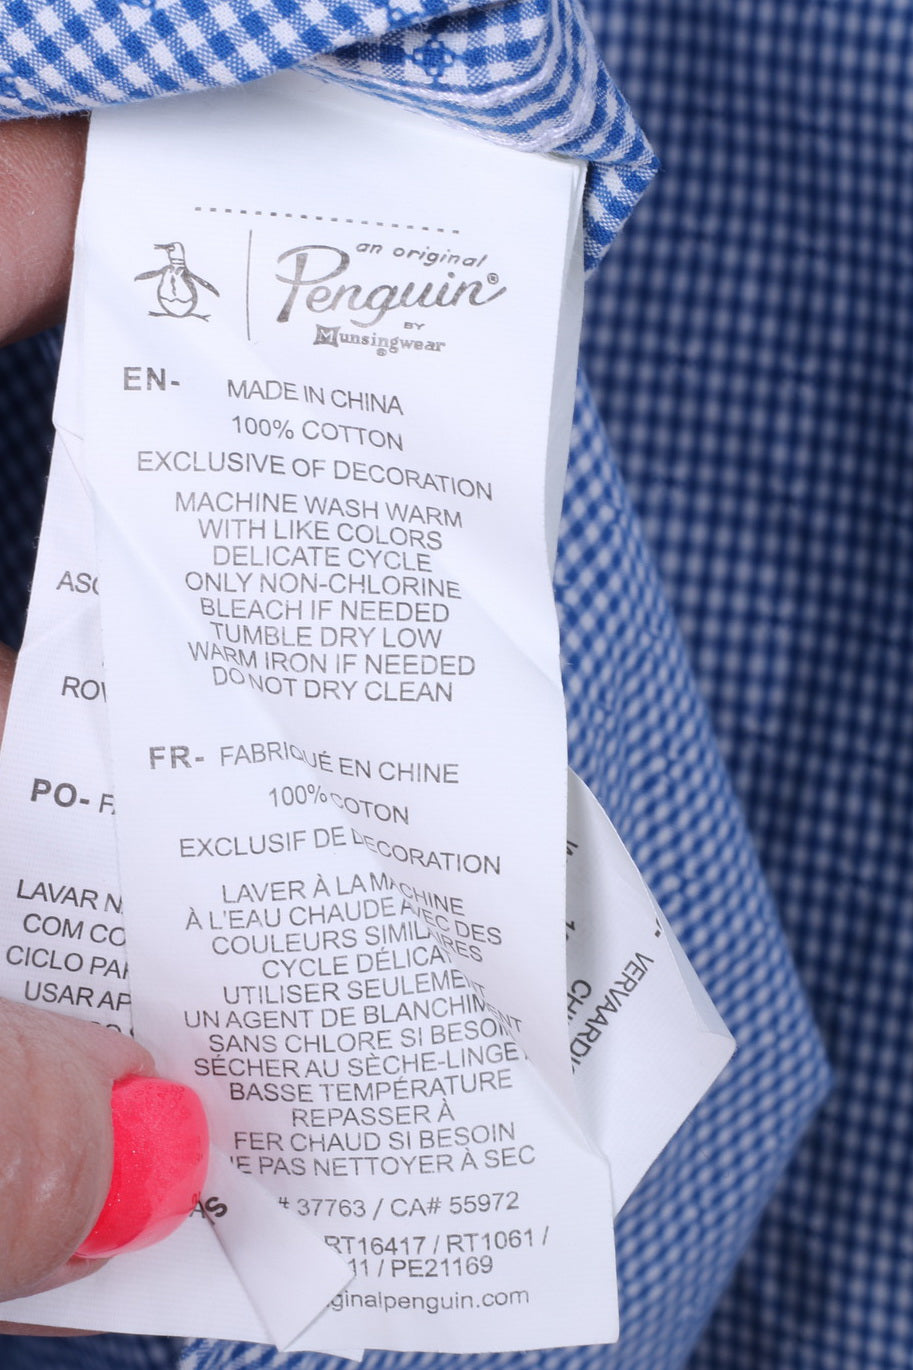 an original
Penguin®
BY
Munsingwear
®
EN- MADE IN CHINA
100% COTTON
EXCLUSIVE OF DECORATION
MACHINE WASH WARM
WITH LIKE COLORS
DELICATE CYCLE
ONLY NON-CHLORINE
BLEACH IF NEEDED
TUMBLE DRY LOW
WARM IRON IF NEEDED
DO NOT DRY CLEAN
FR- FABRIQUÉ EN CHINE
100% COTON
EXCLUSIF DE DECORATION
LAVER À LA MACHINE
À L'EAU CHAUDE AVEC DES
COULEURS SIMILAIRES
CYCLE DÉLICAT
UTILISER SEULEMENT
UN AGENT DE BLANCHIMENT
SANS CHLORE SI BESOIN
SÉCHER AU SÈCHE-LINGE,
BASSE TEMPÉRATURE
REPASSER À
FER CHAUD SI BESOIN
PAS NETTOYER À SEC
# 37763 / CA# 55972
RT16417 / RT1061 /
11 / PE21169
ginalpenguin.com
PO-
LAVAR
COM
CICLO
USAR
VERVAARDI